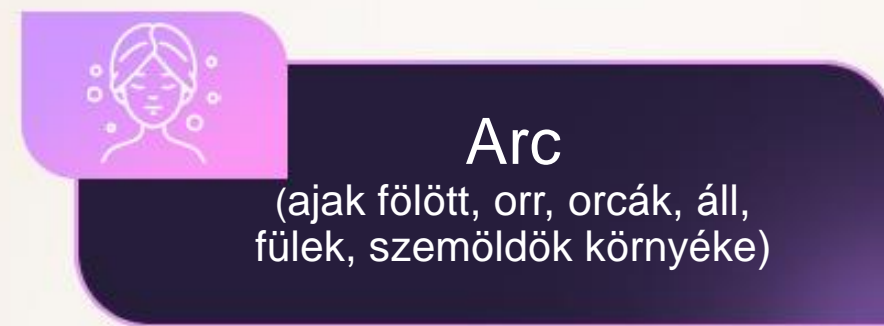 Arc
(ajak fölött, orr, orcák, áll,
fülek, szemöldök környéke)